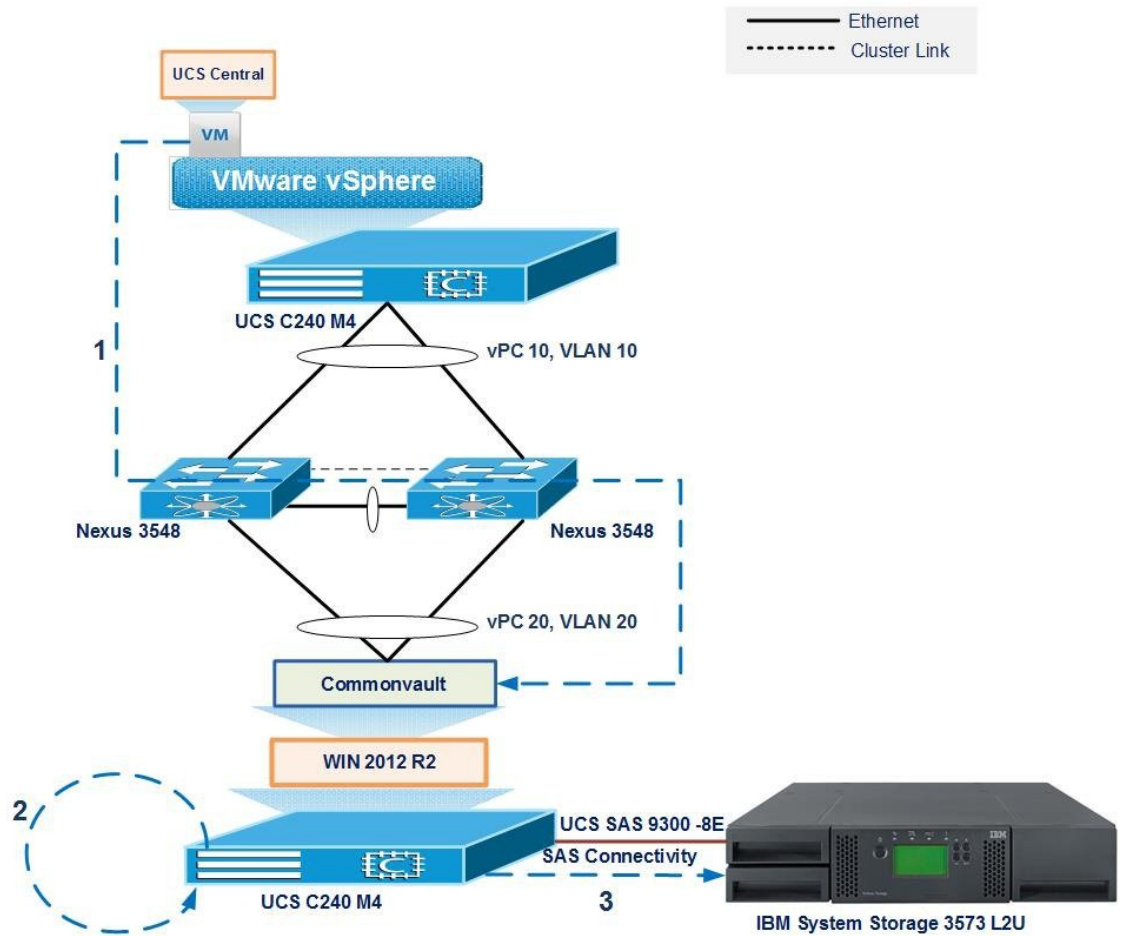 Ethernet
Cluster Link
UCS Central
VM
VMware vSphere
UCS C240 M4
1
vPC 10, VLAN 10
Nexus 3548
Nexus 3548
vPC 20, VLAN 20
Commonvault
WIN 2012 R2
2
UCS SAS 9300 -8E
SAS Connectivity
3
UCS C240 M4
IBM
IBM System Storage 3573 L2U